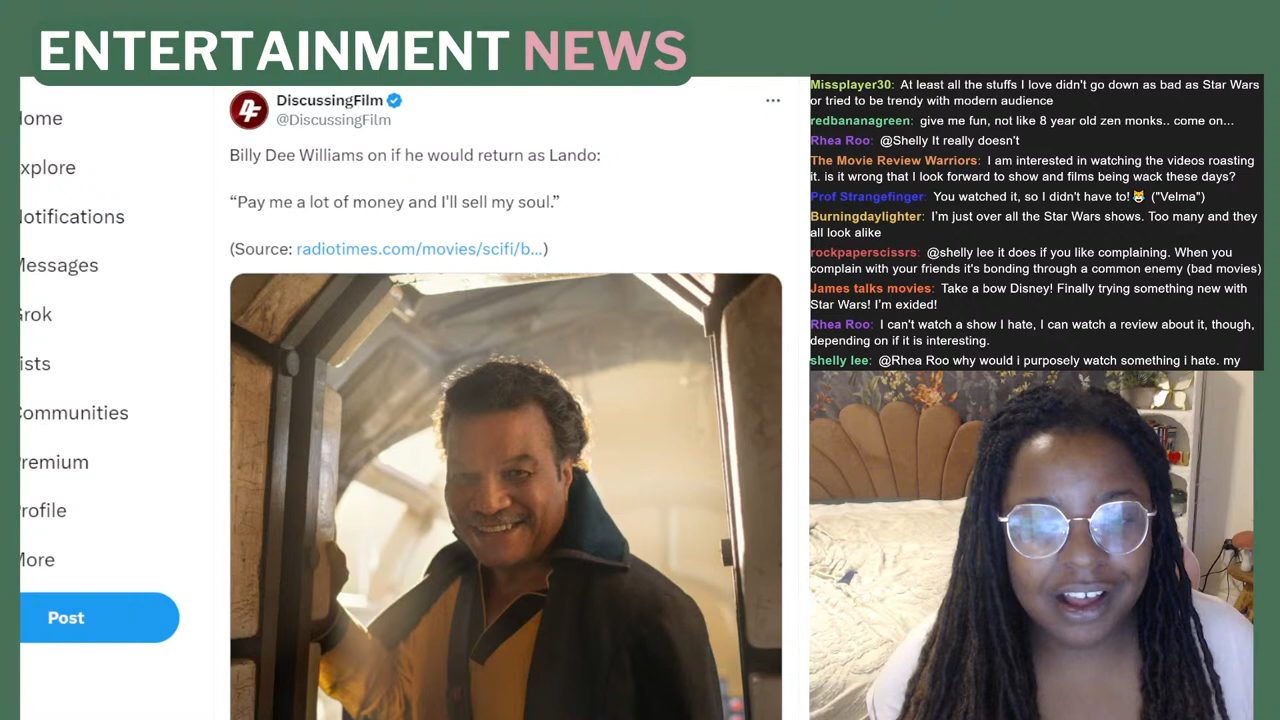 ENTERTAINMENT NEWS
DiscussingFilm
@DiscussingFilm
Billy Dee Williams on if he would return as Lando:
“Pay me a lot of money and I'll sell my soul.”
(Source: radiotimes.com/movies/scifi/b...)
ome
xplore
otifications
Messages
Grok
ists
Communities
remium
rofile
More
Post
Missplayer30: At least all the stuffs I love didn't go down as bad as Star Wars
or tried to be trendy with modern audience
redbananagreen: give me fun, not like 8 year old zen monks.. come on...
Rhea Roo: @Shelly It really doesn't
The Movie Review Warriors: I am interested in watching the videos roasting
it. is it wrong that I look forward to show and films being wack these days?
Prof Strangefinger: You watched it, so I didn't have to!😸 ("Velma")
Burningdaylighter: I'm just over all the Star Wars shows. Too many and they
all look alike
rockpaperscissrs: @shelly lee it does if you like complaining. When you
complain with your friends it's bonding through a common enemy (bad movies)
James talks movies: Take a bow Disney! Finally trying something new with
Star Wars! I'm exided!
Rhea Roo: I can't watch a show I hate, I can watch a review about it, though,
depending on if it is interesting.
shelly lee: @Rhea Roo why would i purposely watch something i hate. my